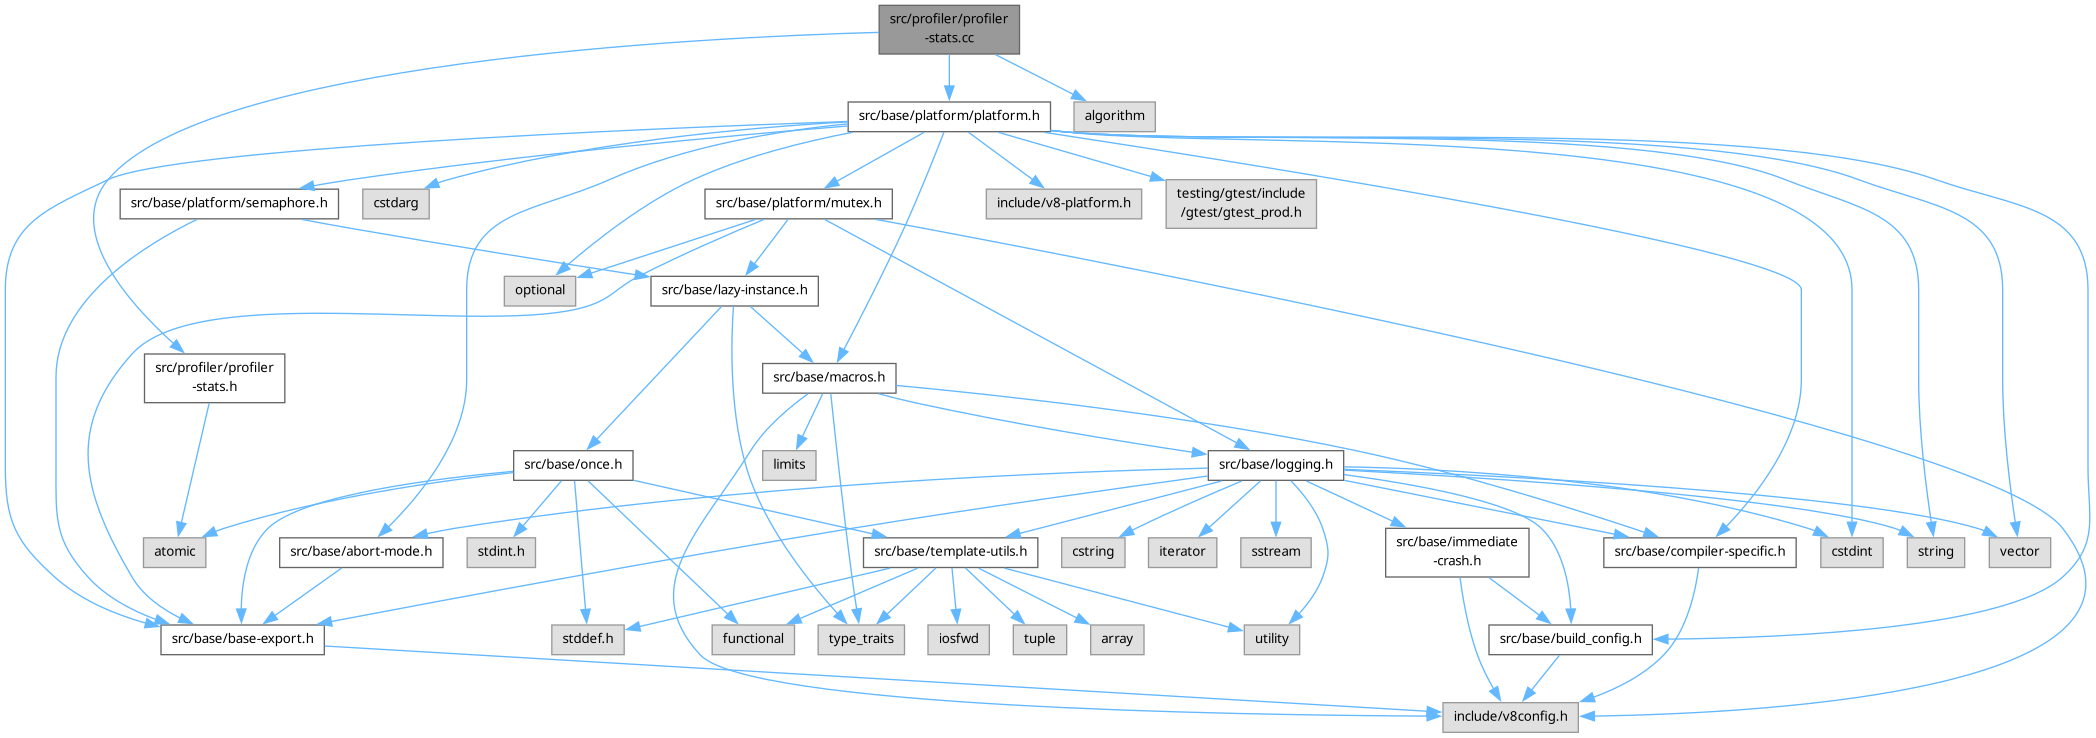 src/profiler/profiler
-stats.cc
src/base/platform/platform.h
algorithm
src/base/platform/semaphore.h
cstdarg
src/base/platform/mutex.h
include/v8-platform.h
testing/gtest/include
/gtest/gtest_prod.h
optional
src/base/lazy-instance.h
src/profiler/profiler
-stats.h
src/base/macros.h
src/base/once.h
limits
src/base/logging.h
atomic
src/base/abort-mode.h
stdint.h
src/base/template-utils.h
cstring
iterator
sstream
src/base/immediate
-crash.h
src/base/compiler-specific.h
cstdint
string
vector
src/base/base-export.h
stddef.h
functional
type_traits
iosfwd
tuple
array
utility
src/base/build_config.h
include/v8config.h